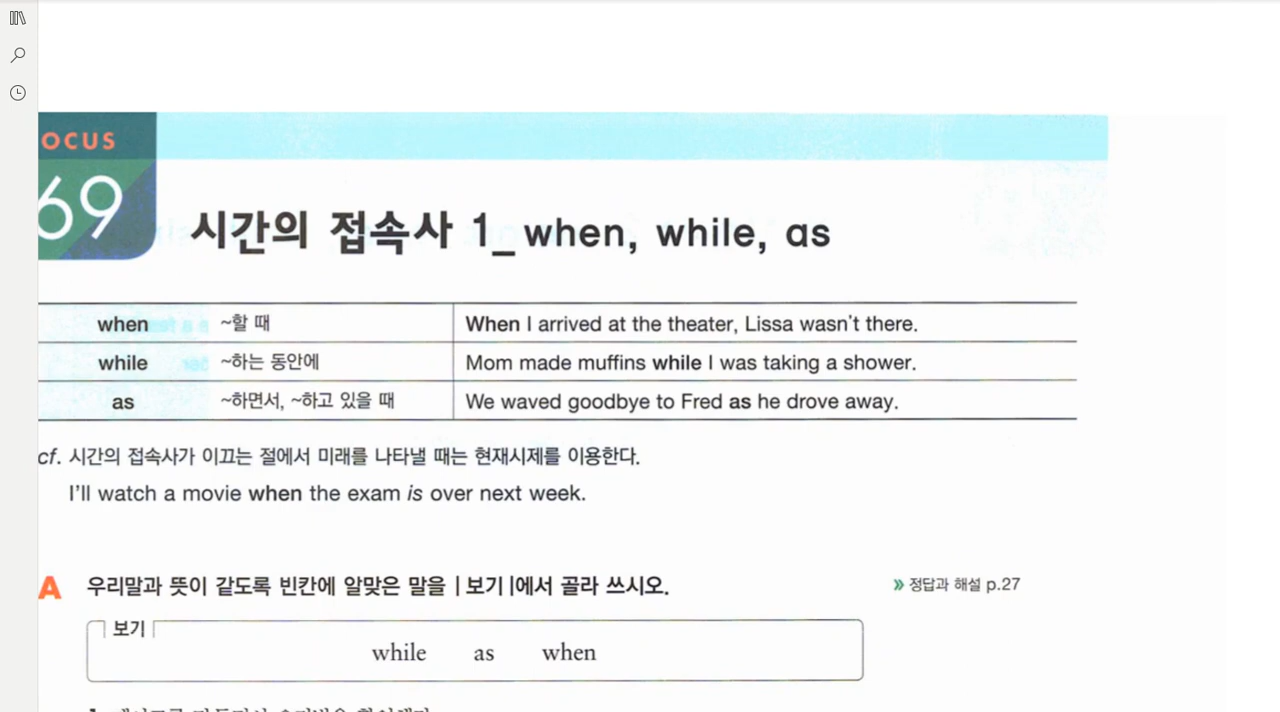 OCUS
69
시간의 접속사 1_when, while, as
when ~할 때 When I arrived at the theater, Lissa wasn't there.
while ~하는 동안에 Mom made muffins while I was taking a shower.
as ~하면서, ~하고 있을 때 We waved goodbye to Fred as he drove away.
cf. 시간의 접속사가 이끄는 절에서 미래를 나타낼 때는 현재시제를 이용한다.
I'll watch a movie when the exam is over next week.
A 우리말과 뜻이 같도록 빈칸에 알맞은 말을 |보기|에서 골라 쓰시오.
» 정답과 해설 p.27
보기
while as when